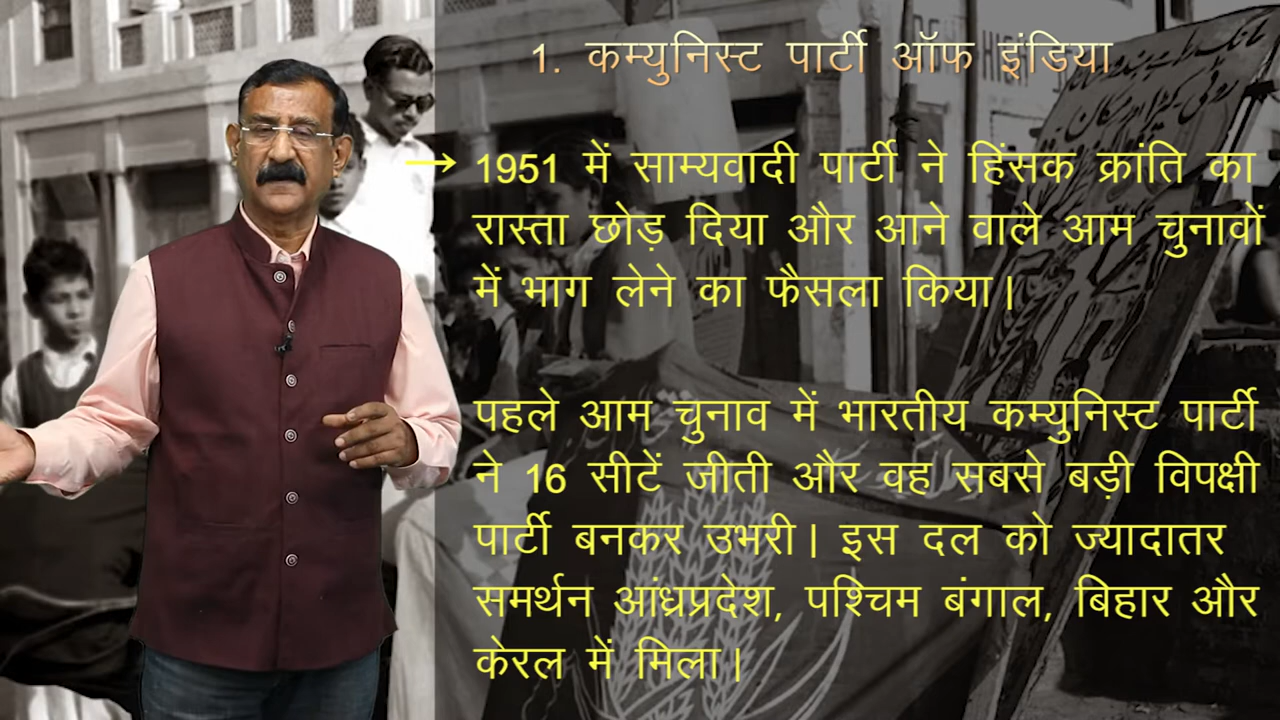 1. कम्युनिस्ट पार्टी ऑफ इंडिया
→ 1951 में साम्यवादी पार्टी ने हिंसक क्रांति का
रास्ता छोड़ दिया और आने वाले आम चुनावों
में भाग लेने का फैसला किया।
पहले आम चुनाव में भारतीय कम्युनिस्ट पार्टी
ने 16 सीटें जीती और वह सबसे बड़ी विपक्षी
पार्टी बनकर उभरी। इस दल को ज्यादातर
समर्थन आंध्रप्रदेश, पश्चिम बंगाल, बिहार और
केरल में मिला।